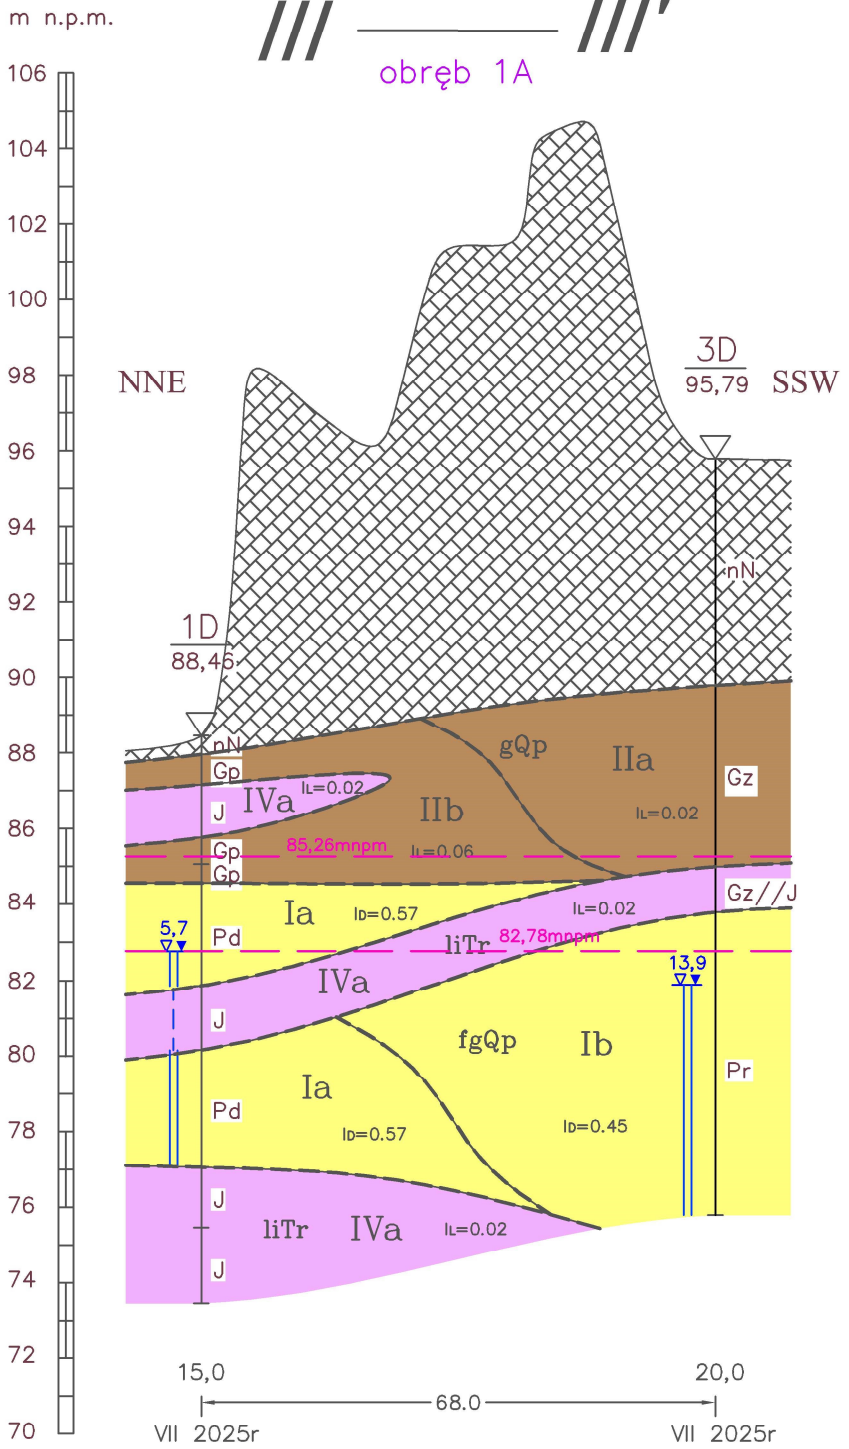 m n.p.m.
/// ———— ///'
obręb 1A
106
104
102
100
98
96
94
92
90
88
86
84
82
80
78
76
74
72
70
NNE
SSW
3D
95,79
1D
88,46
nN
nN
Gp
J
Gp
Gp
Pd
J
Pd
J
J
Gz
Gz//J
Pr
gQp
IIa
IL=0.02
IVa
IL=0.02
IIb
IL=0.06
85,26mnpm
Ia
ID=0.57
IL=0.02
liTr
82,78mnpm
5,7
13,9
IVa
fgQp
Ib
Ia
ID=0.57
ID=0.45
liTr
IVa
IL=0.02
15,0
20,0
68.0
VII 2025r
VII 2025r